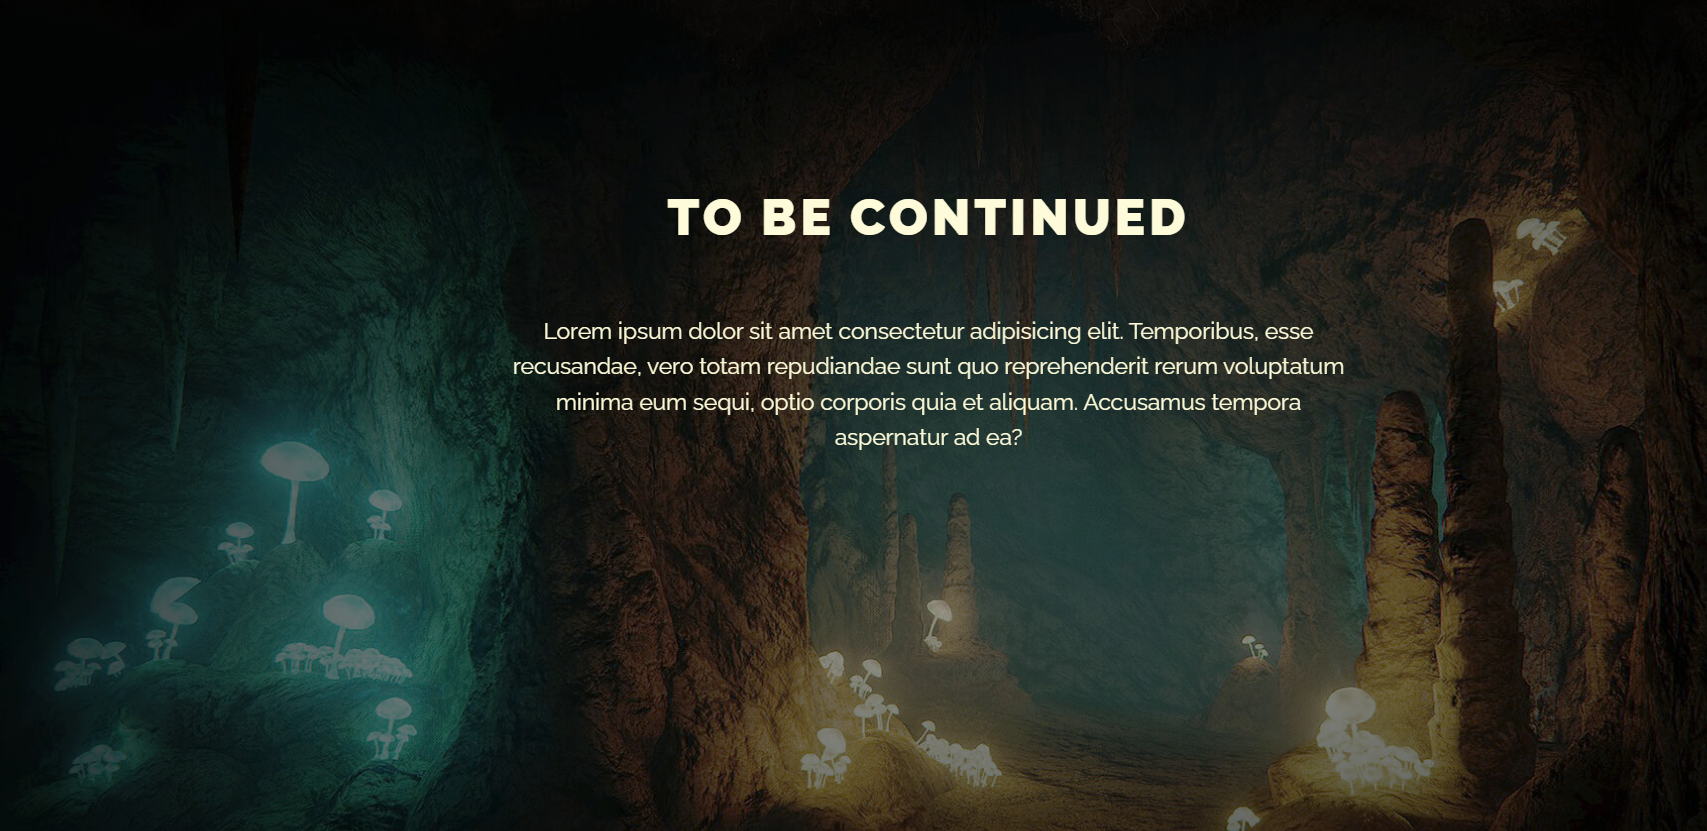 TO BE CONTINUED
Lorem ipsum dolor sit amet consectetur adipisicing elit. Temporibus, esse
recusandae, vero totam repudiandae sunt quo reprehenderit rerum voluptatum
minima eum sequi, optio corporis quia et aliquam. Accusamus tempora
aspernatur ad ea?